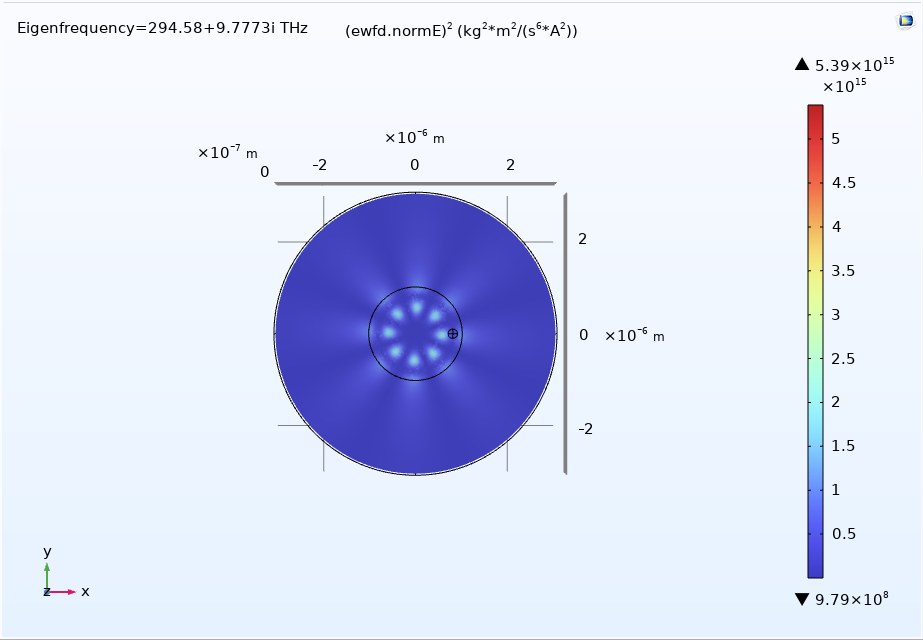 Eigenfrequency=294.58+9.7773i THz (ewfd.normE)² (kg²*m²/(s⁶*A²))
▲ 5.39×10¹⁵
×10¹⁵
×10⁻⁶ m
×10⁻⁷ m
0 -2 0 2
5
4.5
4
3.5
3
2.5
2
1.5
1
0.5
2
0 ×10⁻⁶ m
-2
y
z x
▼ 9.79×10⁸